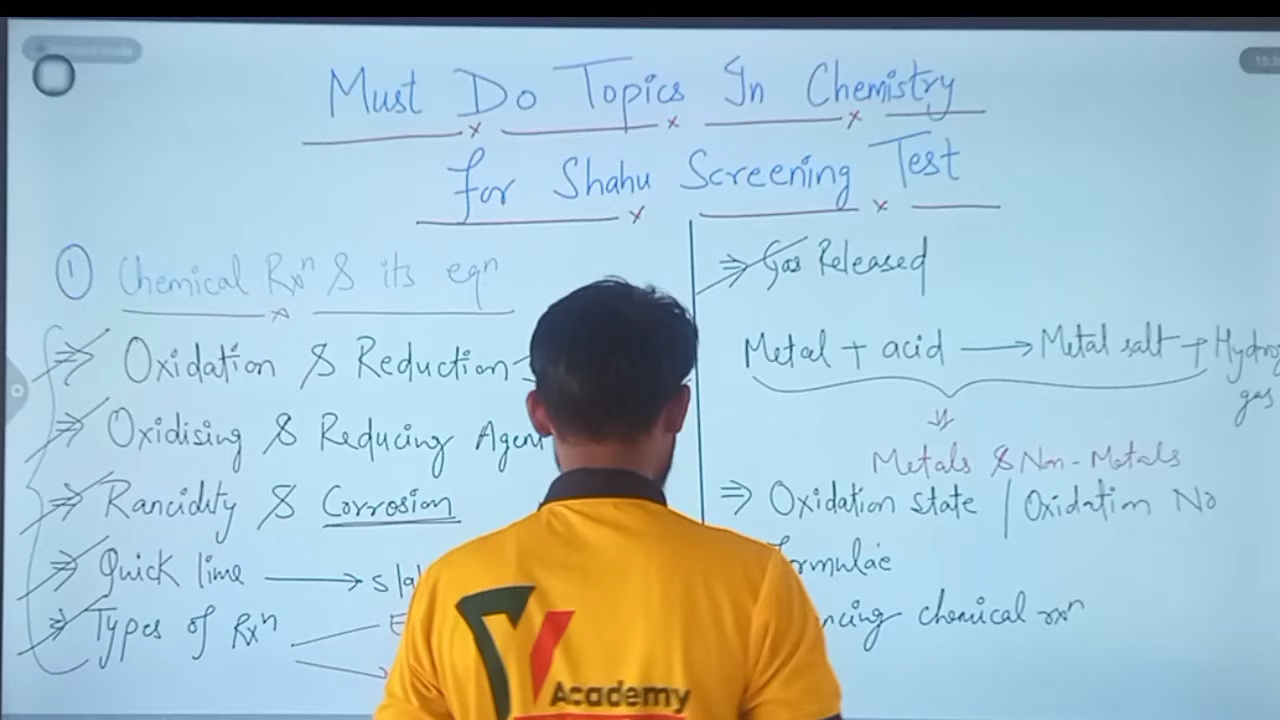 Must Do Topics In Chemistry
for Shahu Screening Test
① Chemical Rxⁿ & its eqⁿ
⇒ Oxidation & Reduction
⇒ Oxidising & Reducing Agent
⇒ Rancidity & Corrosion
⇒ Quick lime ⟶
⇒ Types of Rxⁿ
⇒ Gas Released
Metal + acid ⟶ Metal salt + Hydro
gas
Metals & Non-Metals
⇒ Oxidation state / Oxidation No
rmulae
ncing chemical rxⁿ
Academy